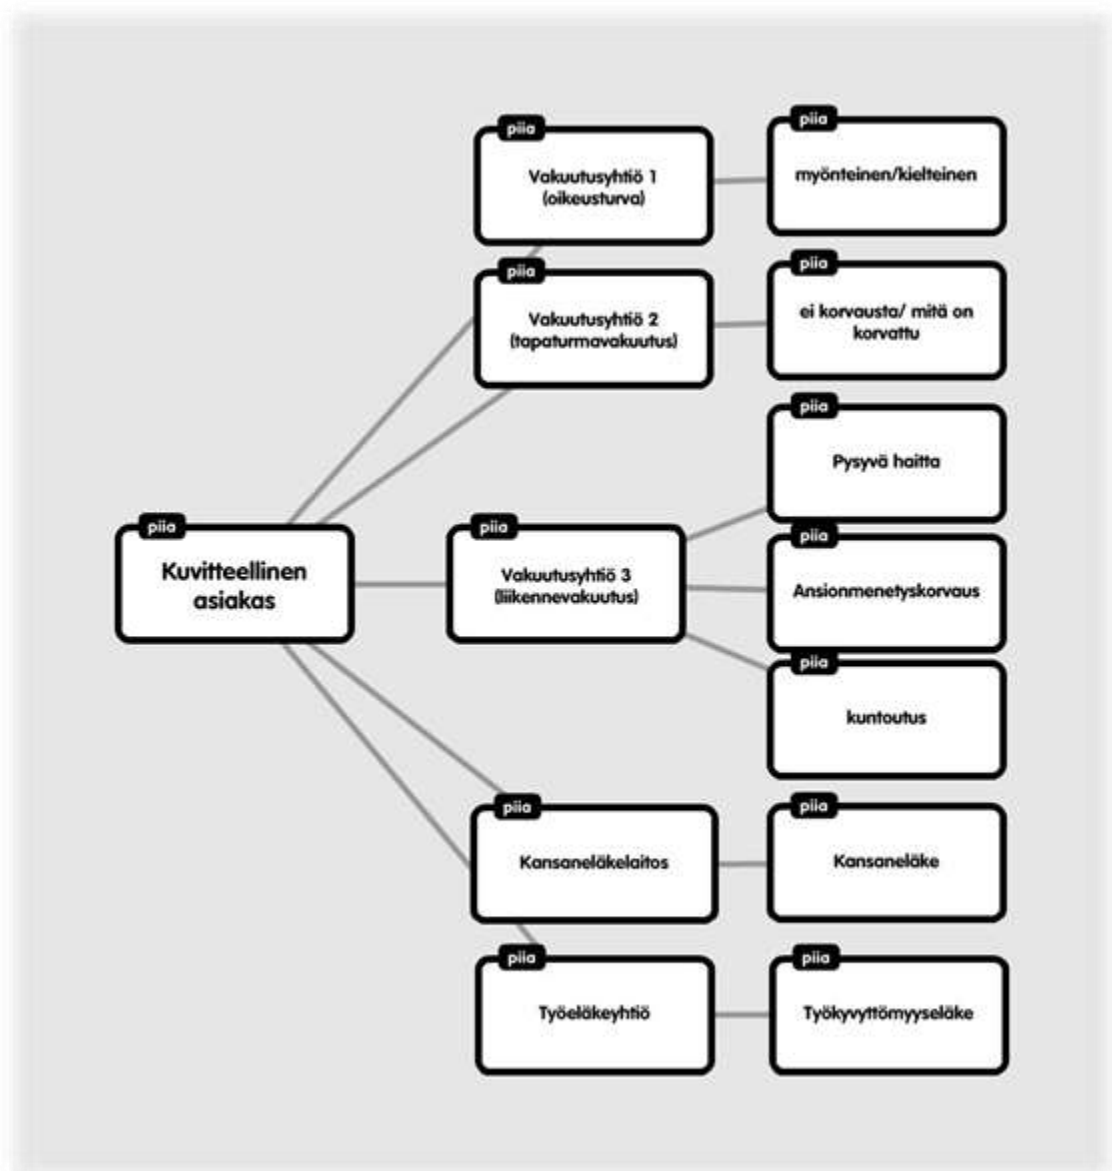 piia
Vakuutusyhtiö 1
(oikeusturva)
piia
myönteinen/kielteinen
piia
Vakuutusyhtiö 2
(tapaturmavakuutus)
piia
ei korvausta/ mitä on
korvattu
piia
Pysyvä haitta
piia
Kuvitteellinen
asiakas
piia
Vakuutusyhtiö 3
(liikennevakuutus)
piia
Ansionmenetyskorvaus
piia
kuntoutus
piia
Kansaneläkelaitos
piia
Kansaneläke
piia
Työeläkeyhtiö
piia
Työkyvyttömyyseläke